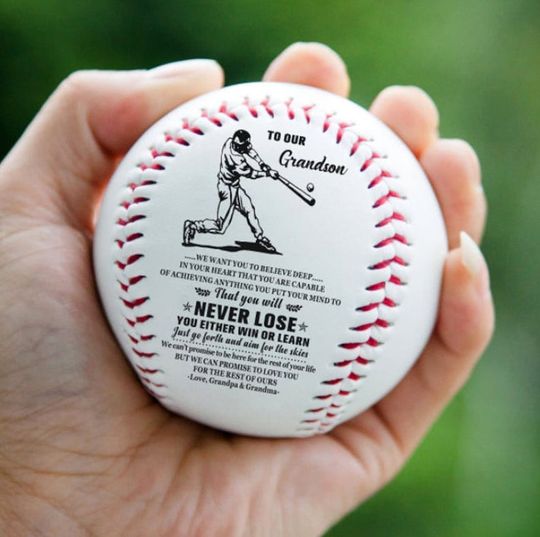 TO OUR
Grandson
.....WE WANT YOU TO BELIEVE DEEP.....
IN YOUR HEART THAT YOU ARE CAPABLE
OF ACHIEVING ANYTHING YOU PUT YOUR MIND TO
That you will
NEVER LOSE
YOU EITHER WIN OR LEARN
Just go forth and aim for the skies
We can't promise to be here for the rest of your life
BUT WE CAN PROMISE TO LOVE YOU
FOR THE REST OF OURS
-Love, Grandpa & Grandma-